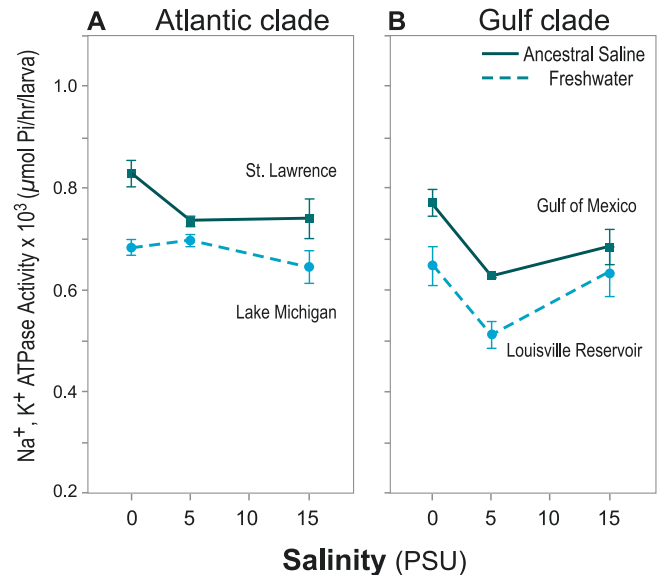 A Atlantic clade
B Gulf clade
Ancestral Saline
Freshwater
Na⁺, K⁺ ATPase Activity x 10³ (µmol Pi/hr/larva)
1.0
0.8
0.6
0.4
0.2
St. Lawrence
Lake Michigan
Gulf of Mexico
Louisville Reservoir
0 5 10 15
0 5 10 15
Salinity (PSU)